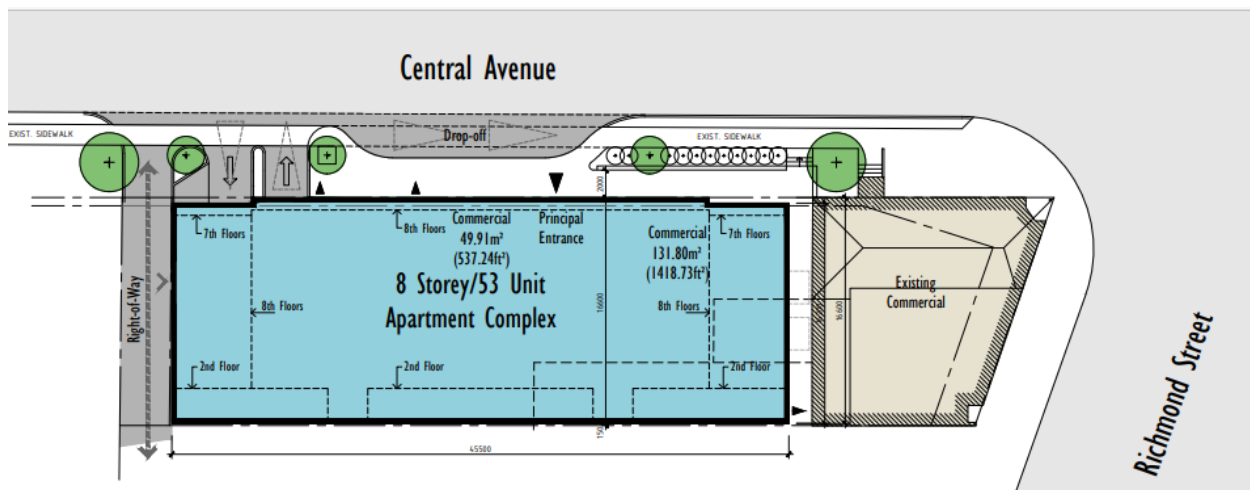 Central Avenue
EXIST. SIDEWALK
Drop-off
EXIST. SIDEWALK
2000
7th Floors
8th Floors
Commercial
49.91m²
(537.24ft²)
Principal
Entrance
Commercial
131.80m²
(1418.73ft²)
7th Floors
8 Storey/53 Unit
Apartment Complex
8th Floors
8th Floors
16600
16600
Existing
Commercial
Right-of-Way
2nd Floor
2nd Floor
2nd Floor
45500
Richmond Street